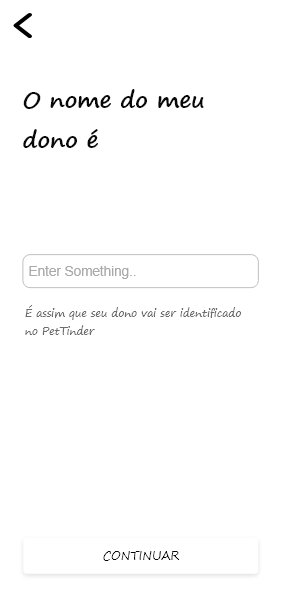 O nome do meu
dono é
Enter Something..
É assim que seu dono vai ser identificado
no PetTinder
CONTINUAR